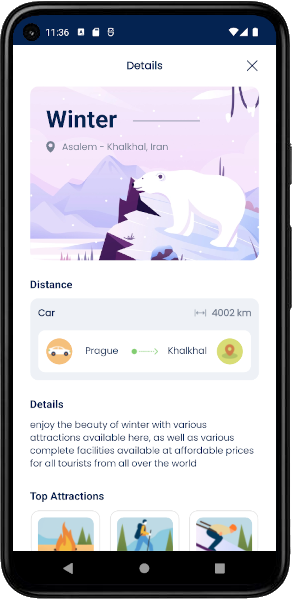 11:36
Details
Winter
Asalem - Khalkhal, Iran
Distance
Car 4002 km
Prague Khalkhal
Details
enjoy the beauty of winter with various
attractions available here, as well as various
complete facilities available at affordable prices
for all tourists from all over the world
Top Attractions